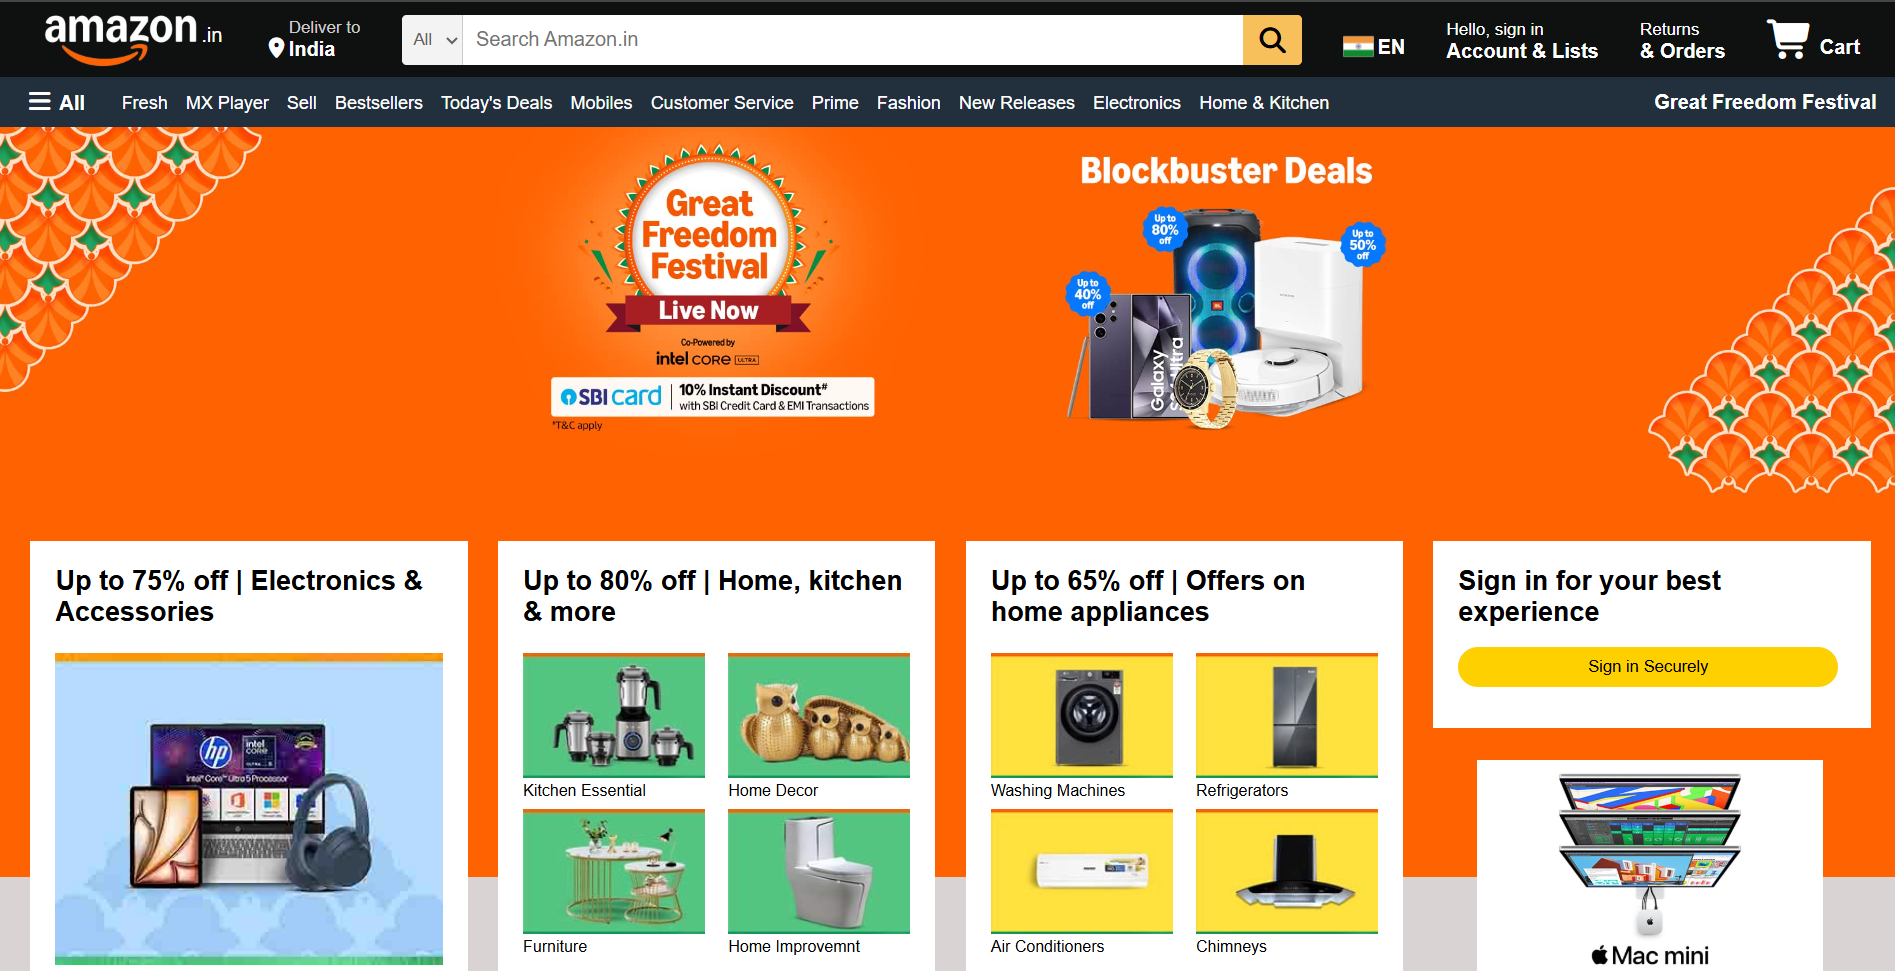 amazon.in
Deliver to
India
All
Search Amazon.in
EN
Hello, sign in
Account & Lists
Returns
& Orders
Cart
All
Fresh
MX Player
Sell
Bestsellers
Today's Deals
Mobiles
Customer Service
Prime
Fashion
New Releases
Electronics
Home & Kitchen
Great Freedom Festival
Great
Freedom
Festival
Live Now
Co-Powered by
intel CORE ULTRA
SBI card
10% Instant Discount#
with SBI Credit Card & EMI Transactions
*T&C apply
Blockbuster Deals
Up to
80%
off
Up to
50%
off
Up to
40%
off
JBL
Galaxy
Ultra
Up to 75% off | Electronics &
Accessories
hp
intel
CORE
ULTRA 5
Intel® Core™ Ultra 5 Processor
Up to 80% off | Home, kitchen
& more
Kitchen Essential
Home Decor
Furniture
Home Improvemnt
Up to 65% off | Offers on
home appliances
Washing Machines
Refrigerators
Air Conditioners
Chimneys
Sign in for your best
experience
Sign in Securely
Mac mini